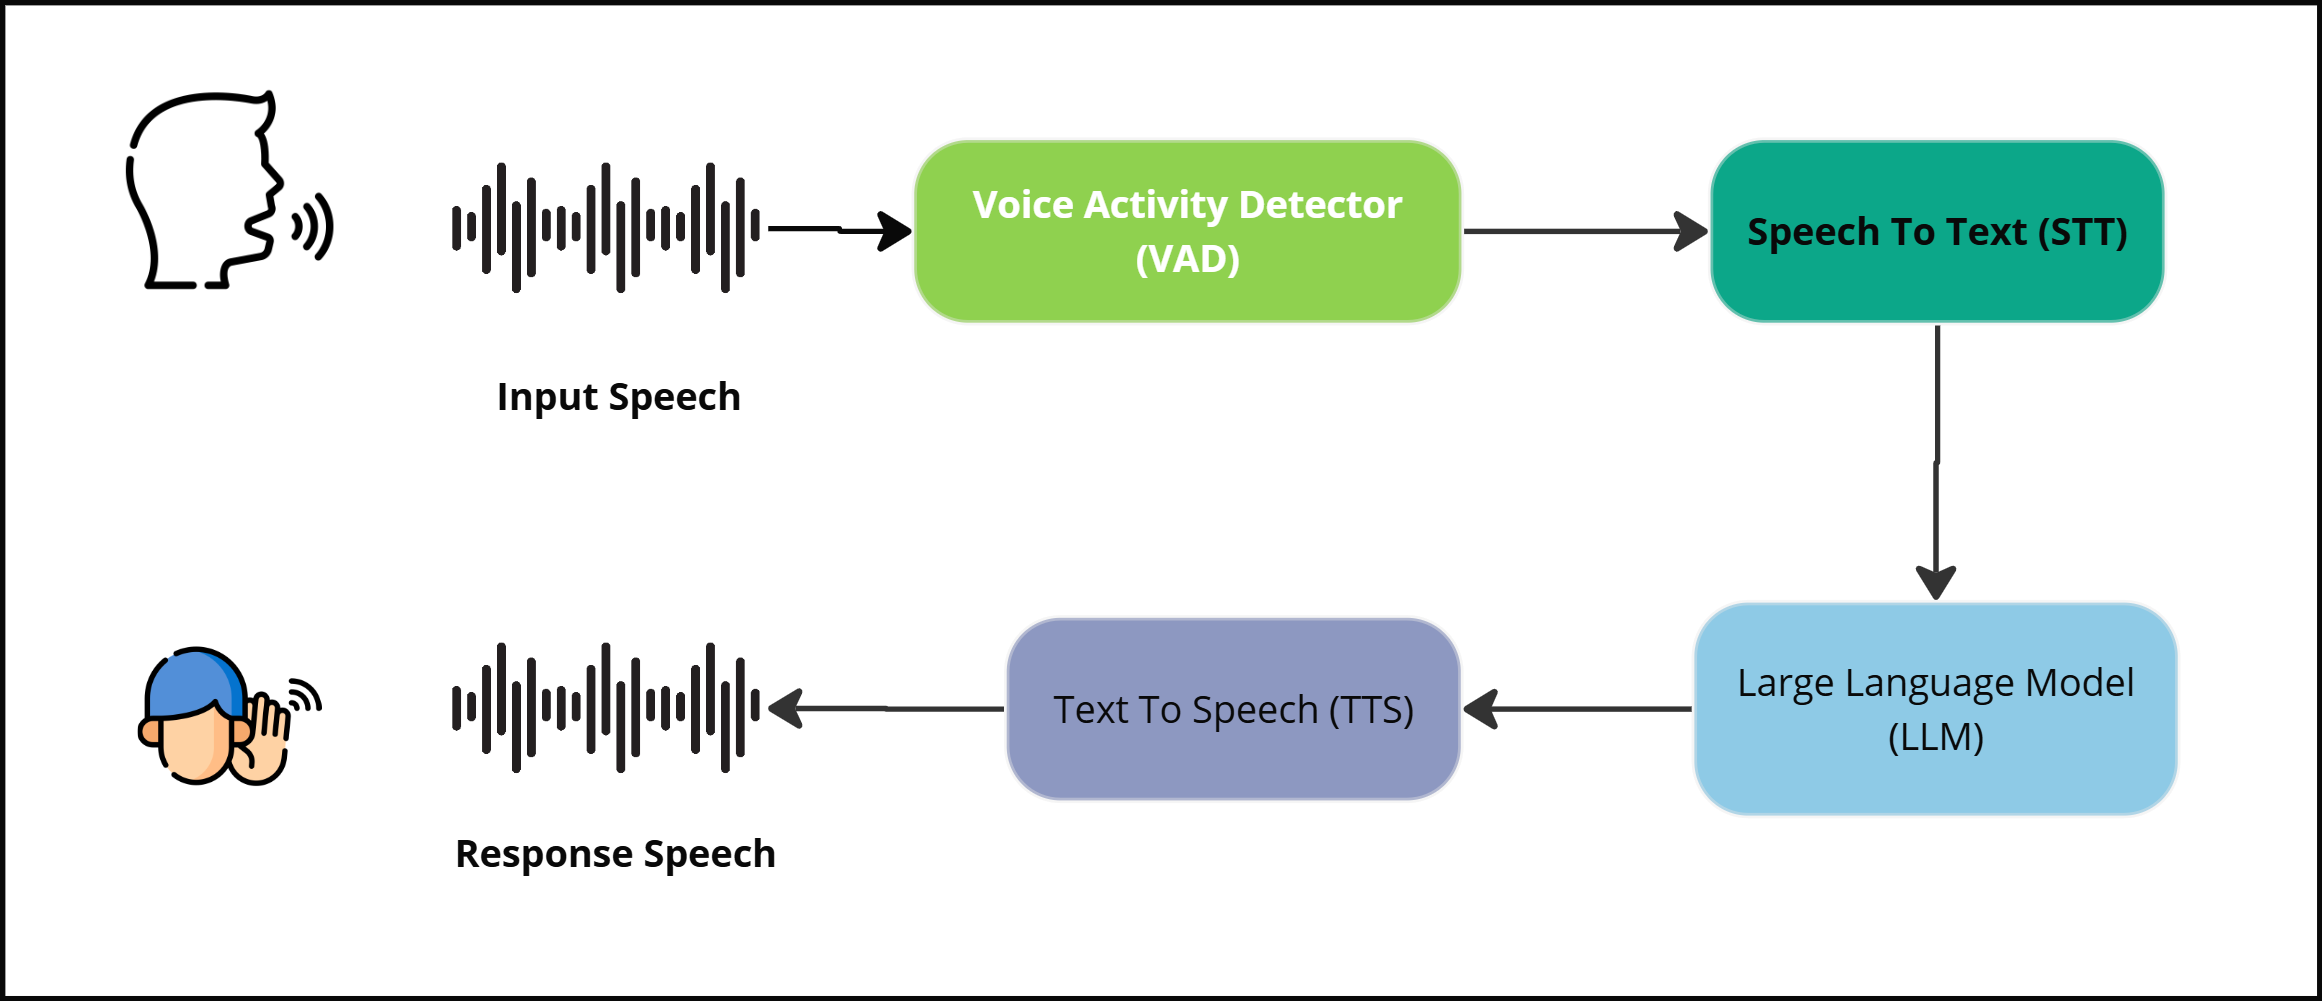 Voice Activity Detector
(VAD)
Speech To Text (STT)
Input Speech
Large Language Model
(LLM)
Text To Speech (TTS)
Response Speech